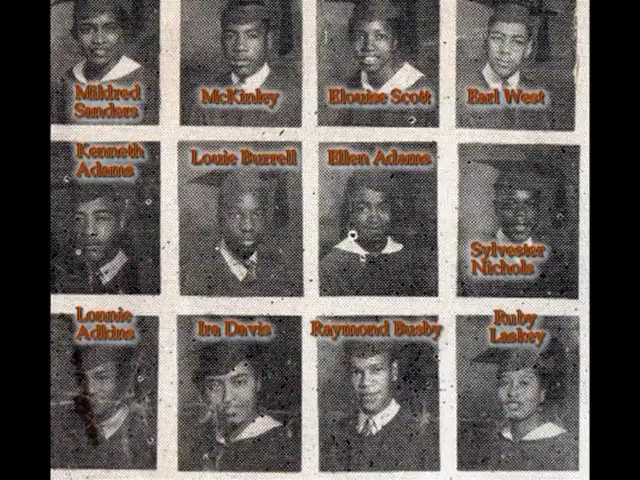 Mildred
Sanders
McKinley
Elouise Scott
Earl West
Kenneth
Adams
Louie Burrell
Ellen Adams
Sylvester
Nichols
Lonnie
Adkins
Ira Davis
Raymond Busby
Ruby
Laskey